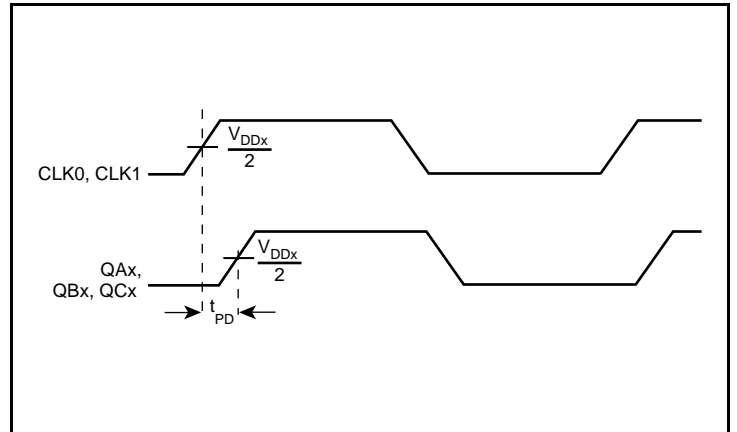 V_DDx
2
CLK0, CLK1
V_DDx
2
QAx,
QBx, QCx
t_PD